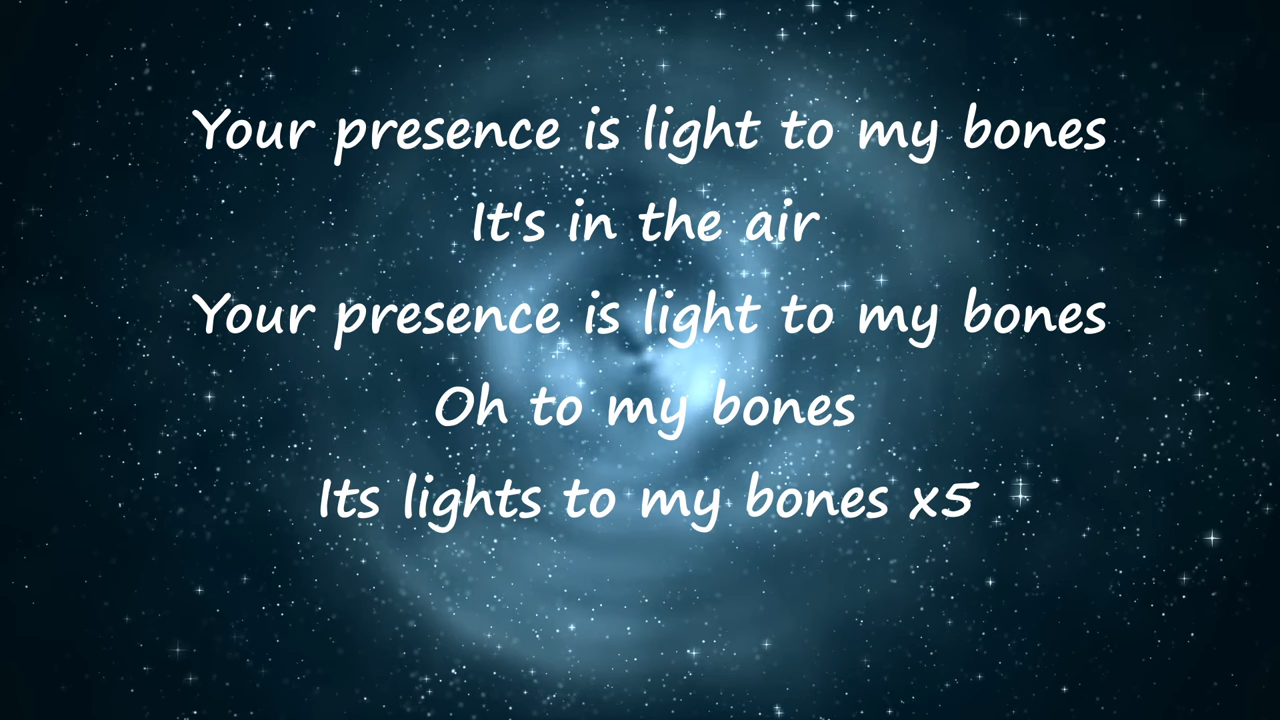 Your presence is light to my bones
It's in the air
Your presence is light to my bones
Oh to my bones
Its lights to my bones x5